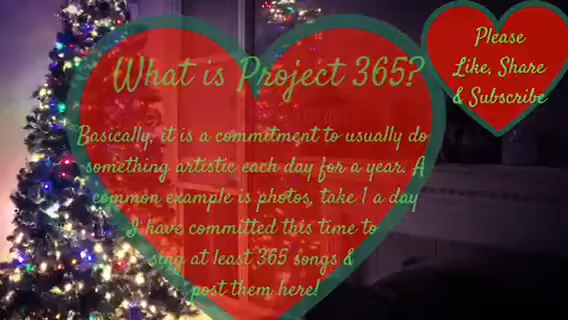 What is Project 365?
Basically, it is a commitment to usually do
something artistic each day for a year. A
common example is photos, take 1 a day
I have committed this time to
sing at least 365 songs &
post them here!
Please
Like, Share
& Subscribe